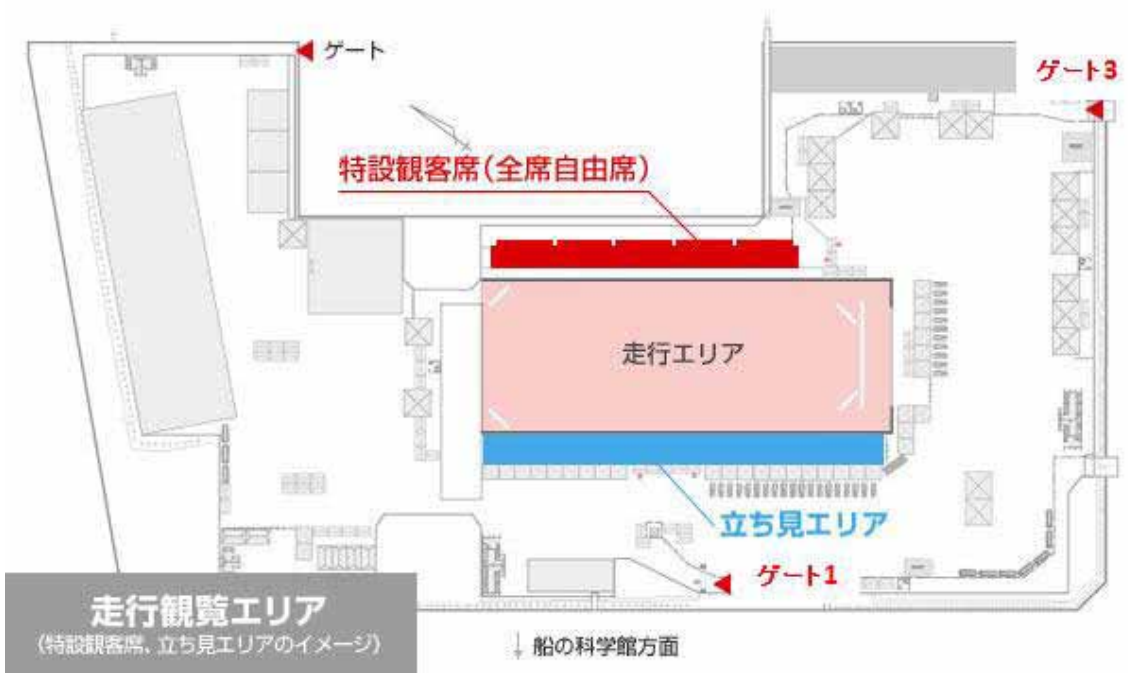 ゲート
ゲート3
特設観客席(全席自由席)
走行エリア
立ち見エリア
ゲート1
走行観覧エリア
(特設観客席、立ち見エリアのイメージ)
↓ 船の科学館方面